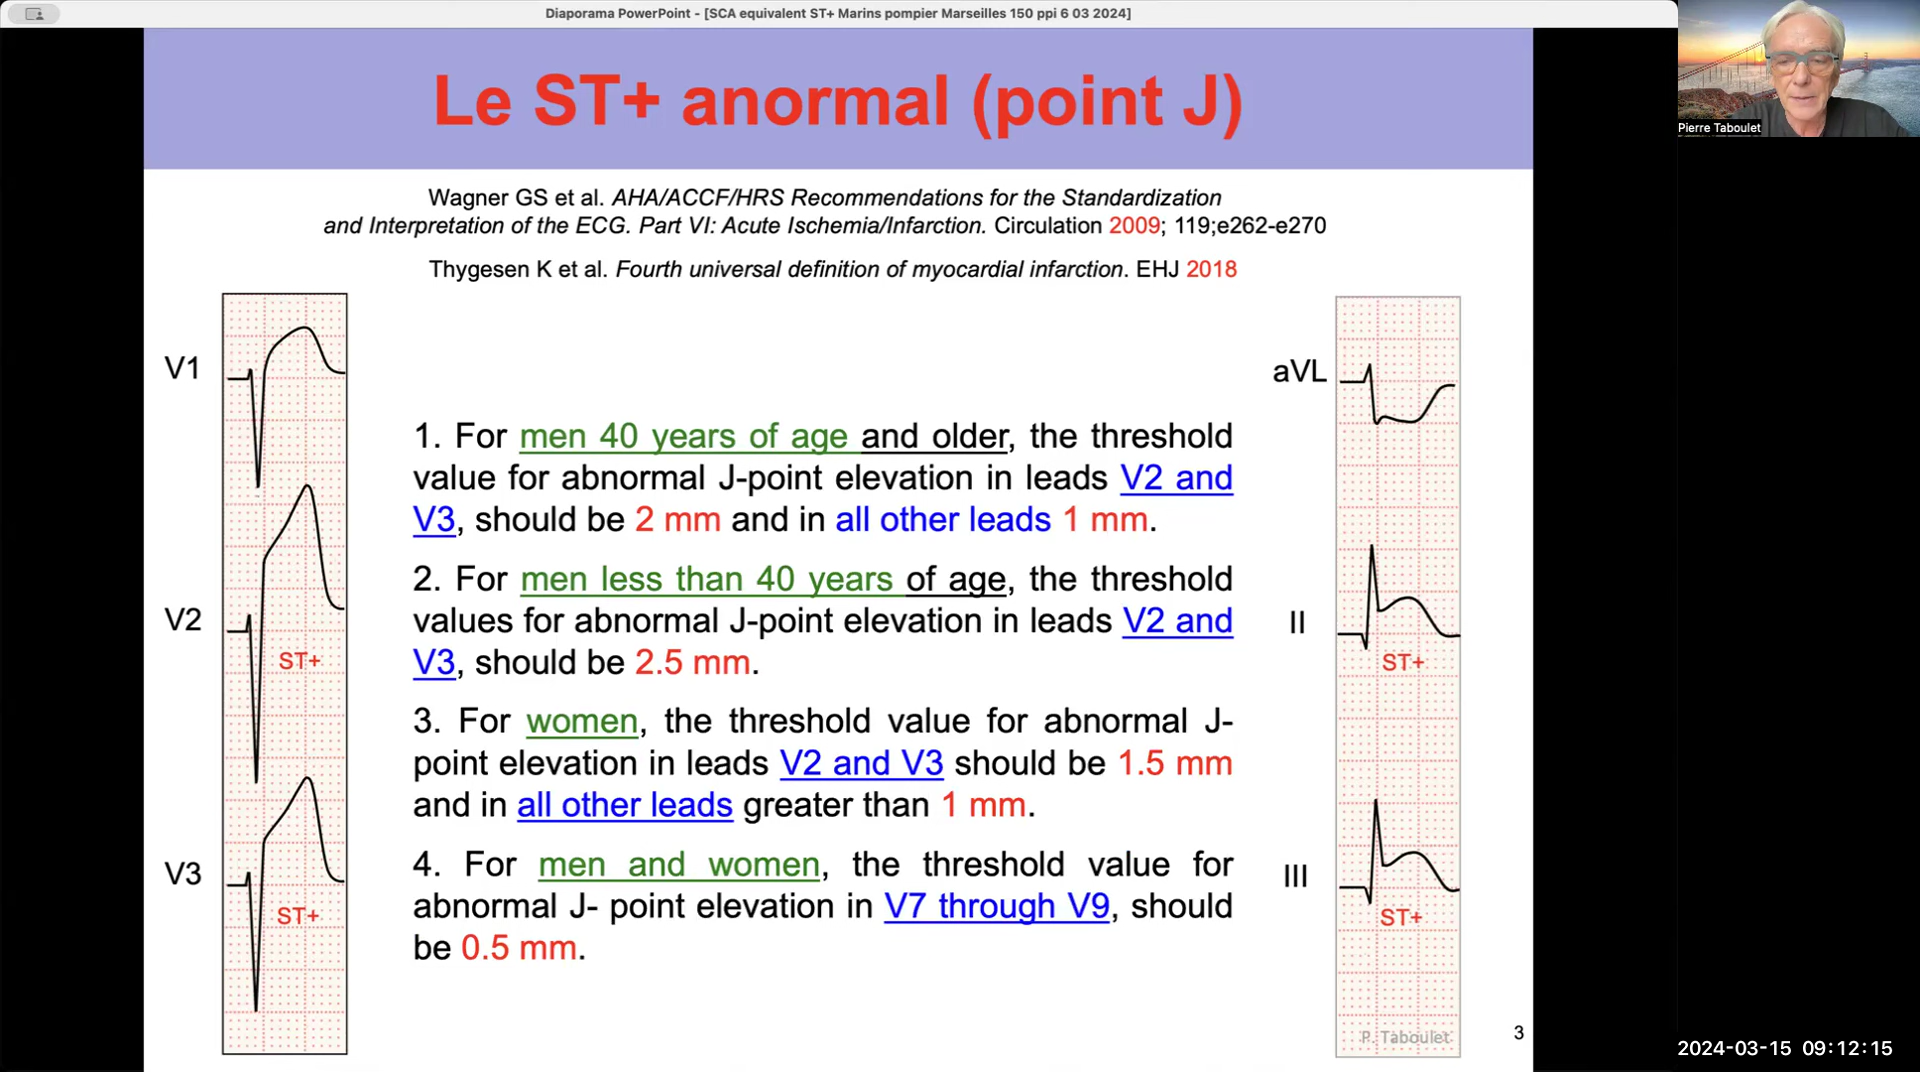 Diaporama PowerPoint - [SCA equivalent ST+ Marins pompier Marseilles 150 ppi 6 03 2024]
Le ST+ anormal (point J)
Wagner GS et al. AHA/ACCF/HRS Recommendations for the Standardization
and Interpretation of the ECG. Part VI: Acute Ischemia/Infarction. Circulation 2009; 119;e262-e270
Thygesen K et al. Fourth universal definition of myocardial infarction. EHJ 2018
V1
V2
ST+
V3
ST+
1. For men 40 years of age and older, the threshold
value for abnormal J-point elevation in leads V2 and
V3, should be 2 mm and in all other leads 1 mm.
2. For men less than 40 years of age, the threshold
values for abnormal J-point elevation in leads V2 and
V3, should be 2.5 mm.
3. For women, the threshold value for abnormal J-
point elevation in leads V2 and V3 should be 1.5 mm
and in all other leads greater than 1 mm.
4. For men and women, the threshold value for
abnormal J- point elevation in V7 through V9, should
be 0.5 mm.
aVL
II
ST+
III
ST+
P. Taboulet
3
Pierre Taboulet
2024-03-15 09:12:15